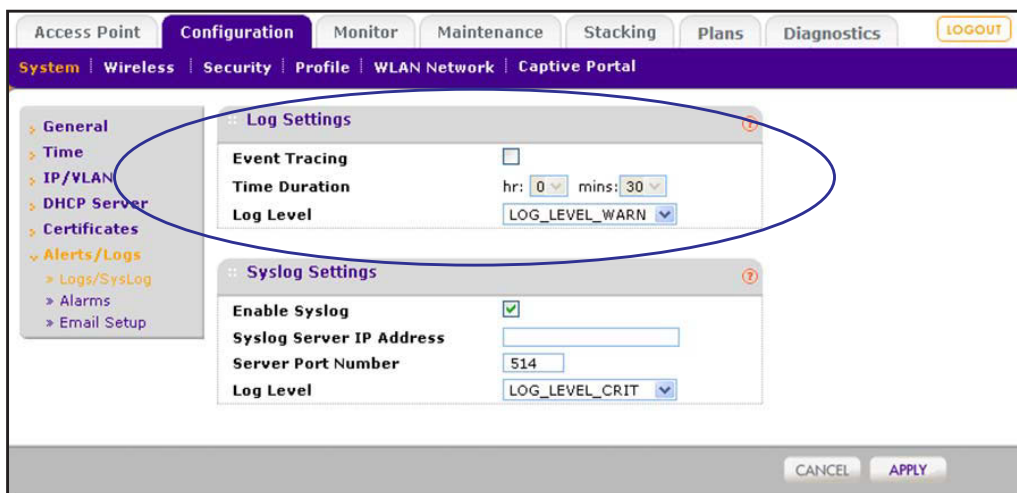 Access Point Configuration Monitor Maintenance Stacking Plans Diagnostics LOGOUT
System Wireless Security Profile WLAN Network Captive Portal
General
Time
IP/VLAN
DHCP Server
Certificates
Alerts/Logs
» Logs/SysLog
» Alarms
» Email Setup
Log Settings ?
Event Tracing
Time Duration hr: 0 mins: 30
Log Level LOG_LEVEL_WARN
Syslog Settings ?
Enable Syslog
Syslog Server IP Address
Server Port Number 514
Log Level LOG_LEVEL_CRIT
CANCEL APPLY